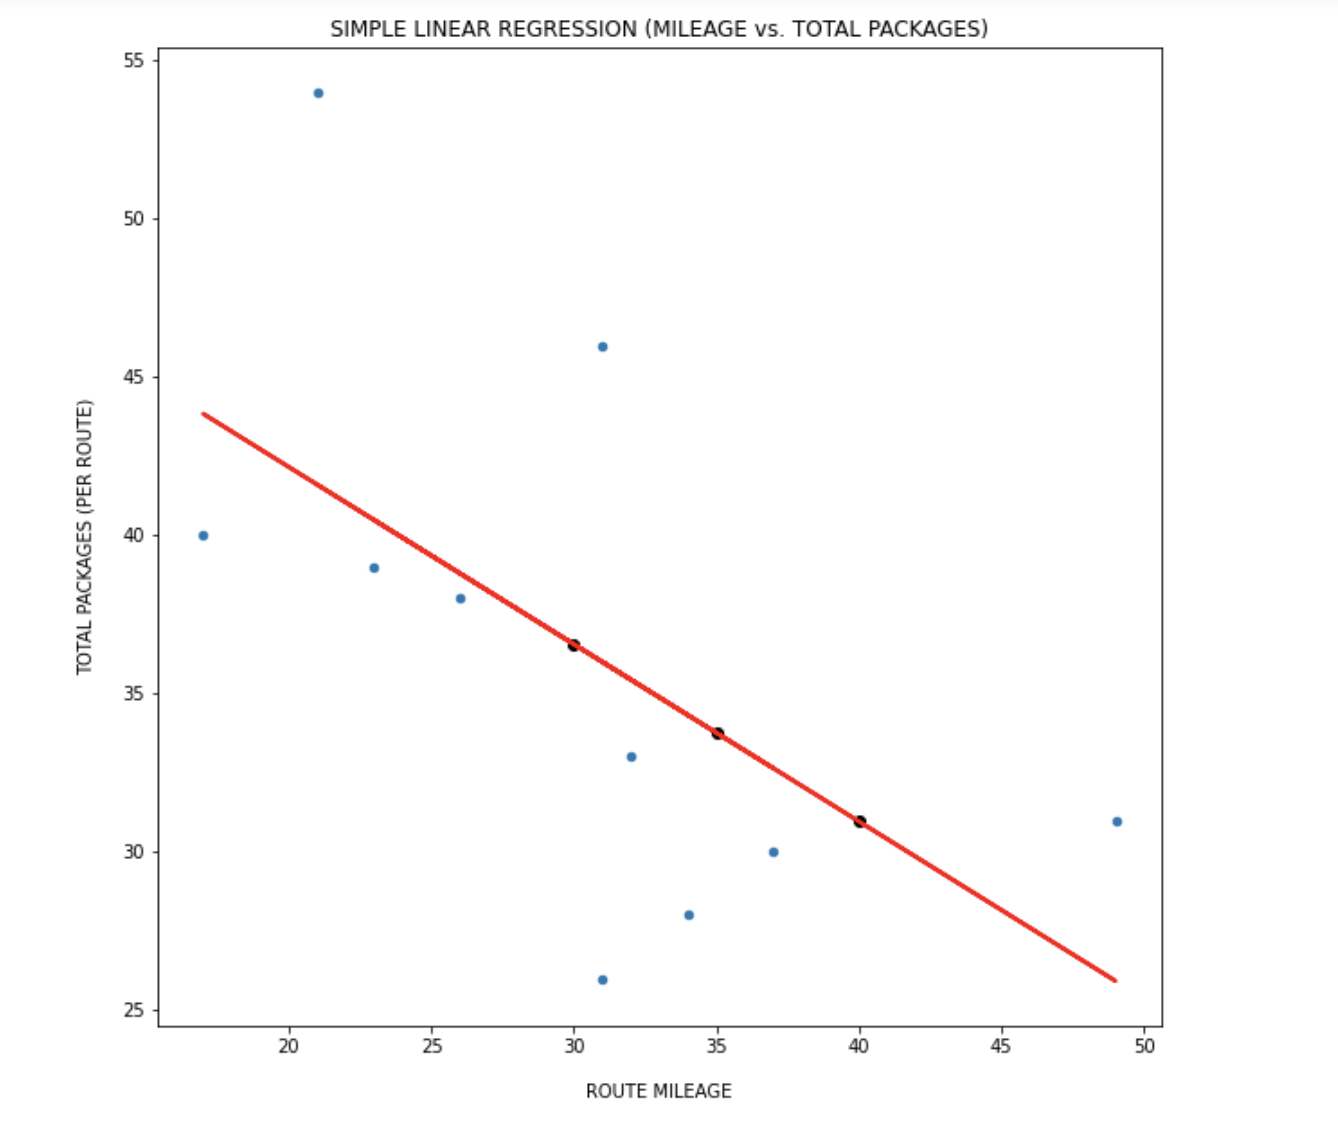 SIMPLE LINEAR REGRESSION (MILEAGE vs. TOTAL PACKAGES)
55
50
45
40
35
30
25
TOTAL PACKAGES (PER ROUTE)
20 25 30 35 40 45 50
ROUTE MILEAGE